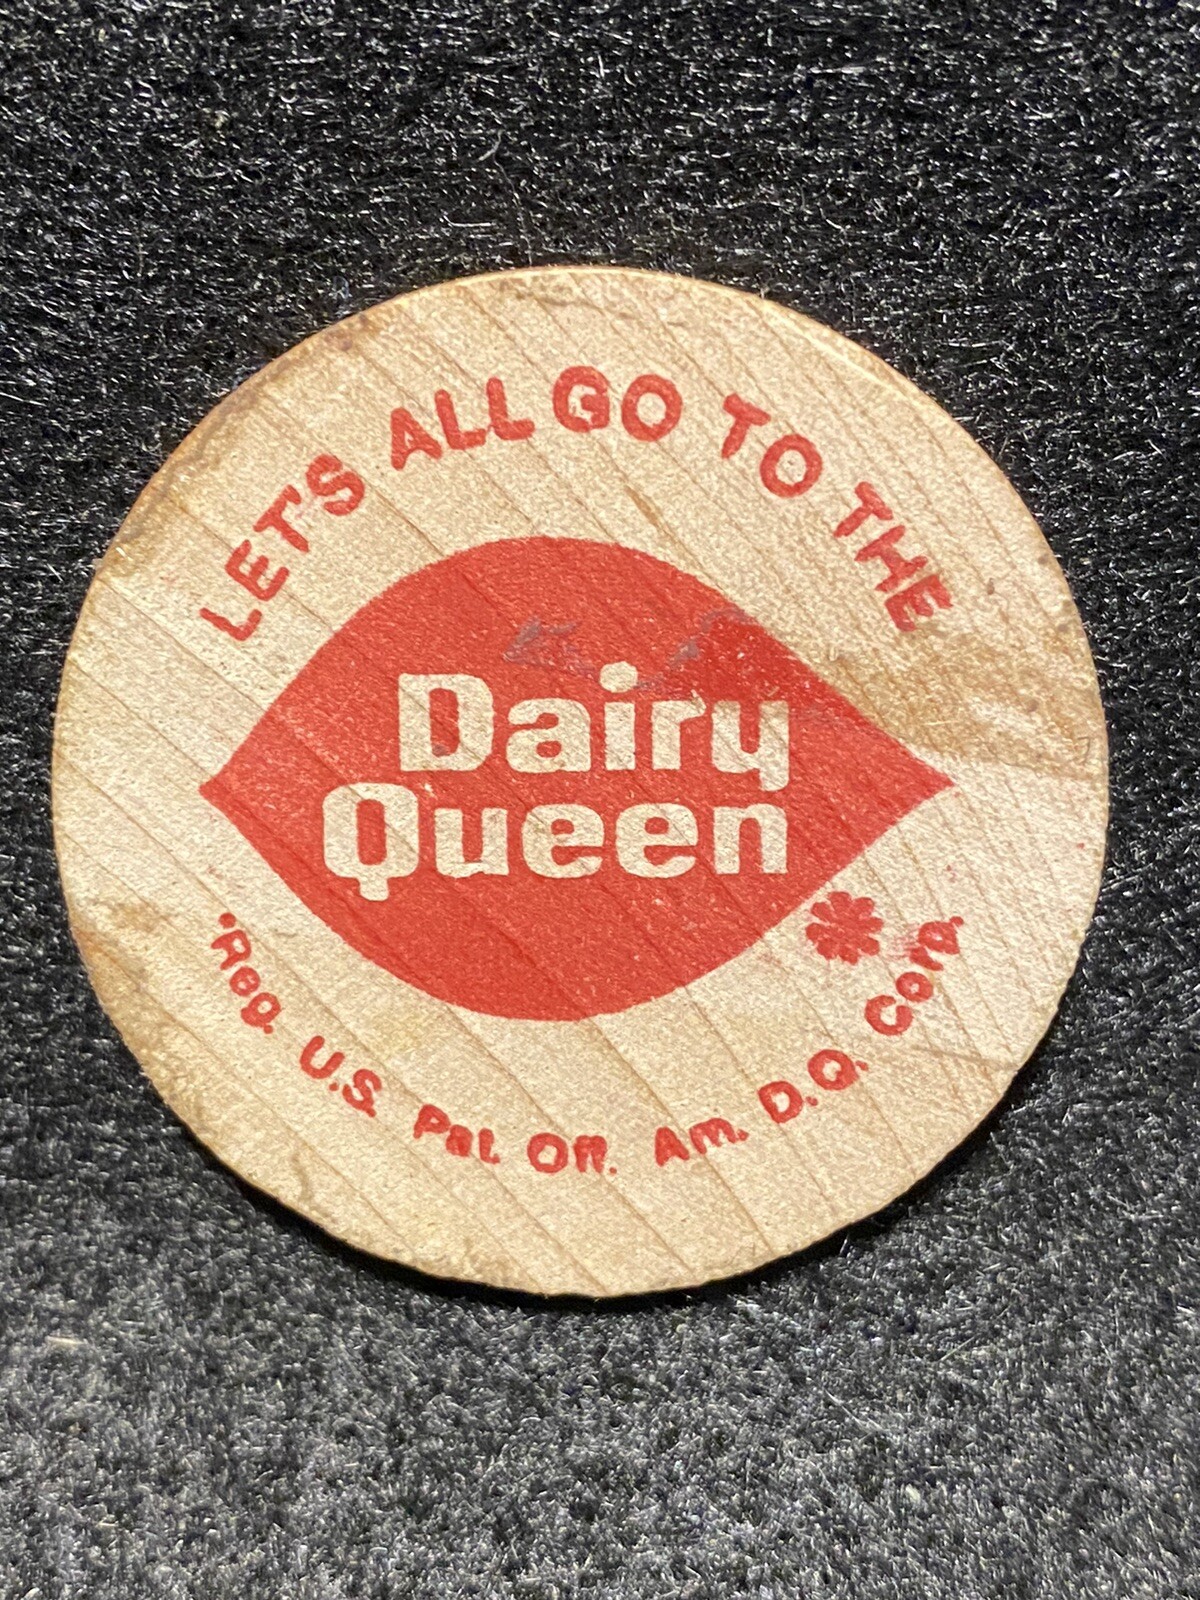 LET'S ALL GO TO THE
Dairy
Queen
*Reg. U.S. Pat. Off. Am. D.Q. Corp.